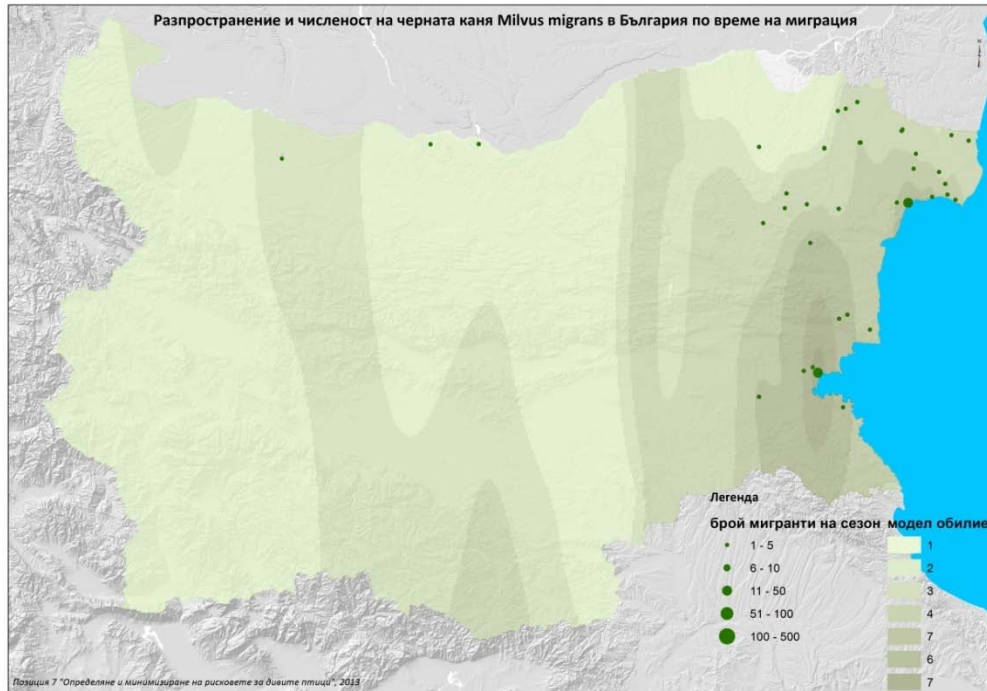 Разпространение и численост на черната каня Milvus migrans в България по време на миграция
Легенда
брой мигранти на сезон модел обилие
1 - 5 1
6 - 10 2
11 - 50 3
51 - 100 4
100 - 500 7
6
7
Позиция 7 "Определяне и минимизиране на рисковете за дивите птици", 2013